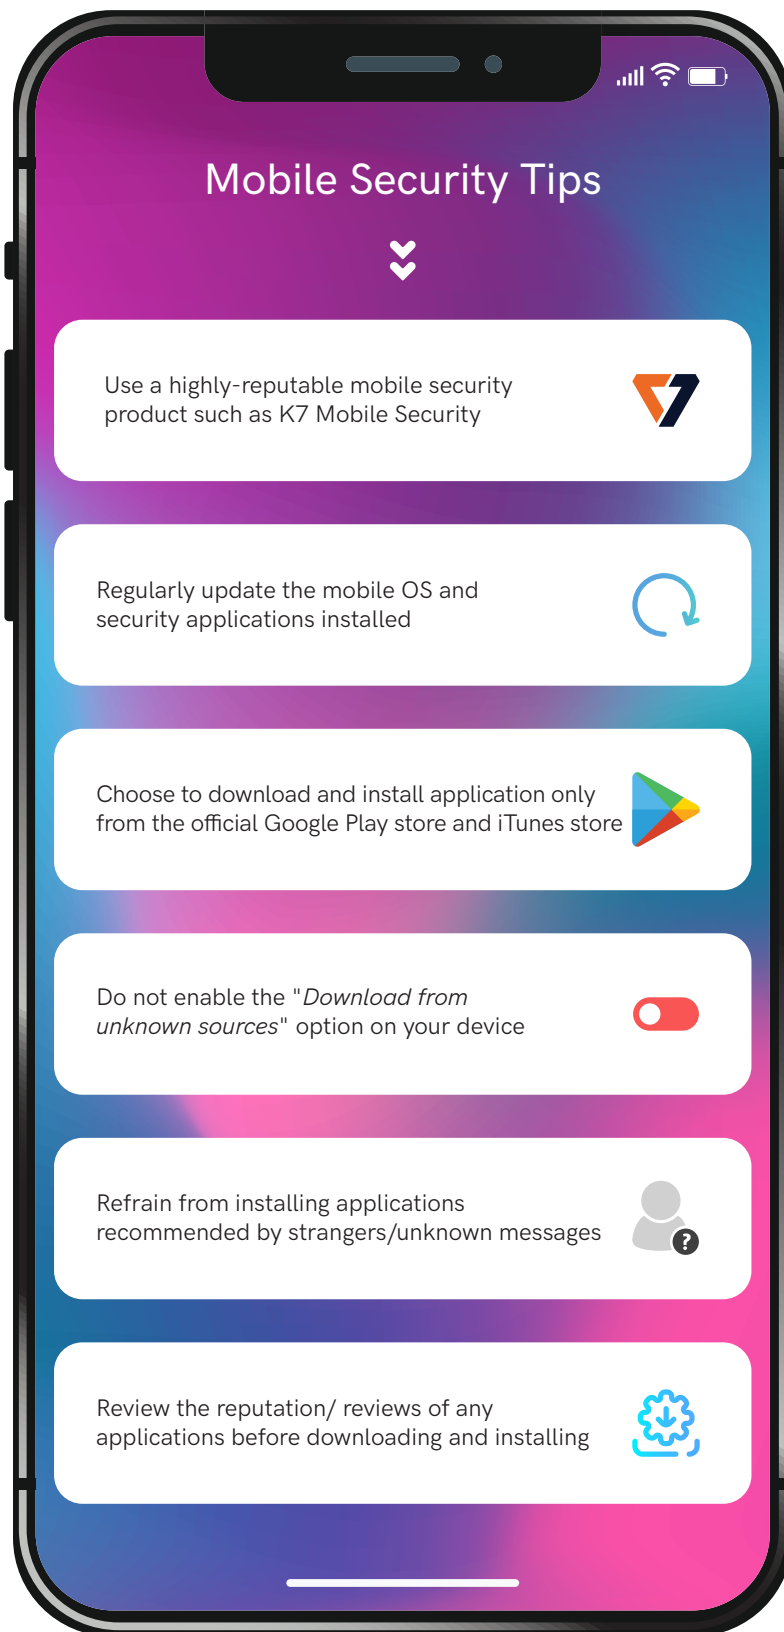 Mobile Security Tips
Use a highly-reputable mobile security
product such as K7 Mobile Security
Regularly update the mobile OS and
security applications installed
Choose to download and install application only
from the official Google Play store and iTunes store
Do not enable the "Download from
unknown sources" option on your device
Refrain from installing applications
recommended by strangers/unknown messages
?
Review the reputation/ reviews of any
applications before downloading and installing